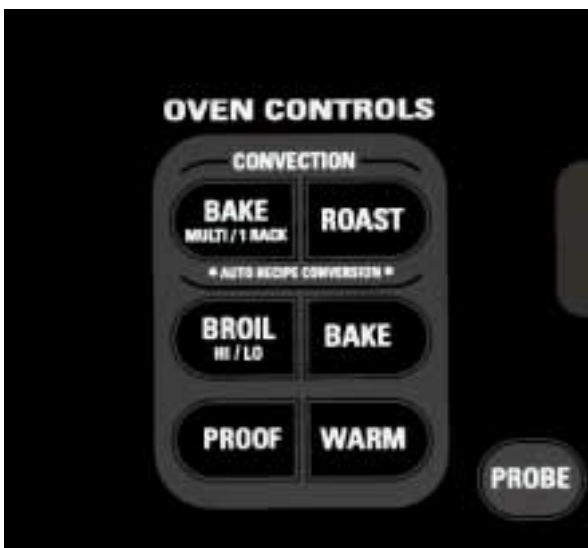 OVEN CONTROLS
CONVECTION
BAKE
MULTI / 1 RACK
ROAST
* AUTO RECIPE CONVERSION *
BROIL
HI / LO
BAKE
PROOF
WARM
PROBE